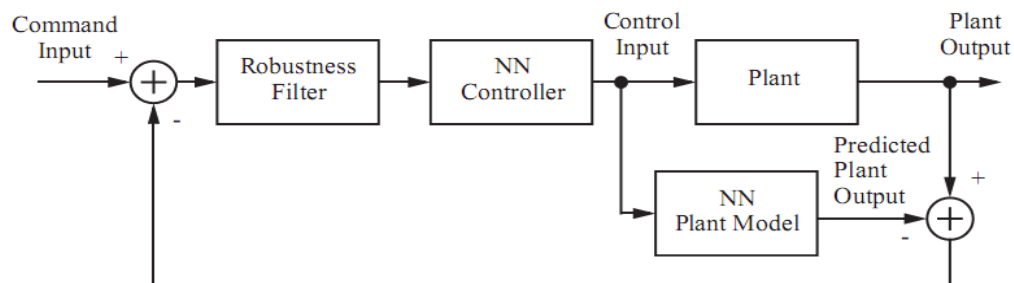 Command
Input
+
-
Robustness
Filter
NN
Controller
Control
Input
Plant
Plant
Output
Predicted
Plant
Output
NN
Plant Model
+
-